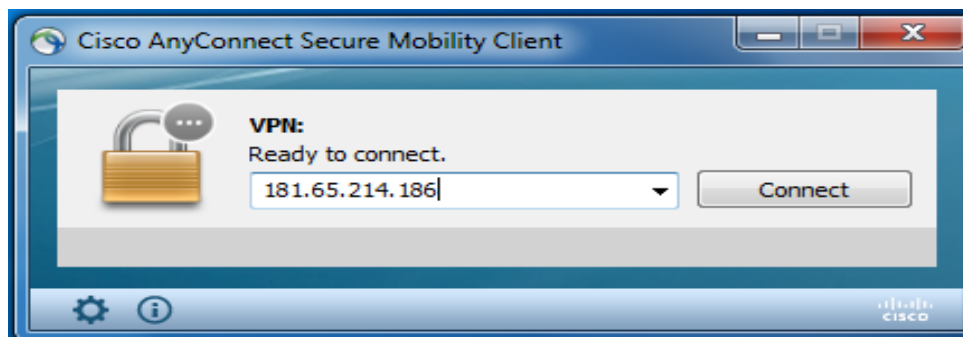 Cisco AnyConnect Secure Mobility Client
VPN:
Ready to connect.
181.65.214.186
Connect
CISCO